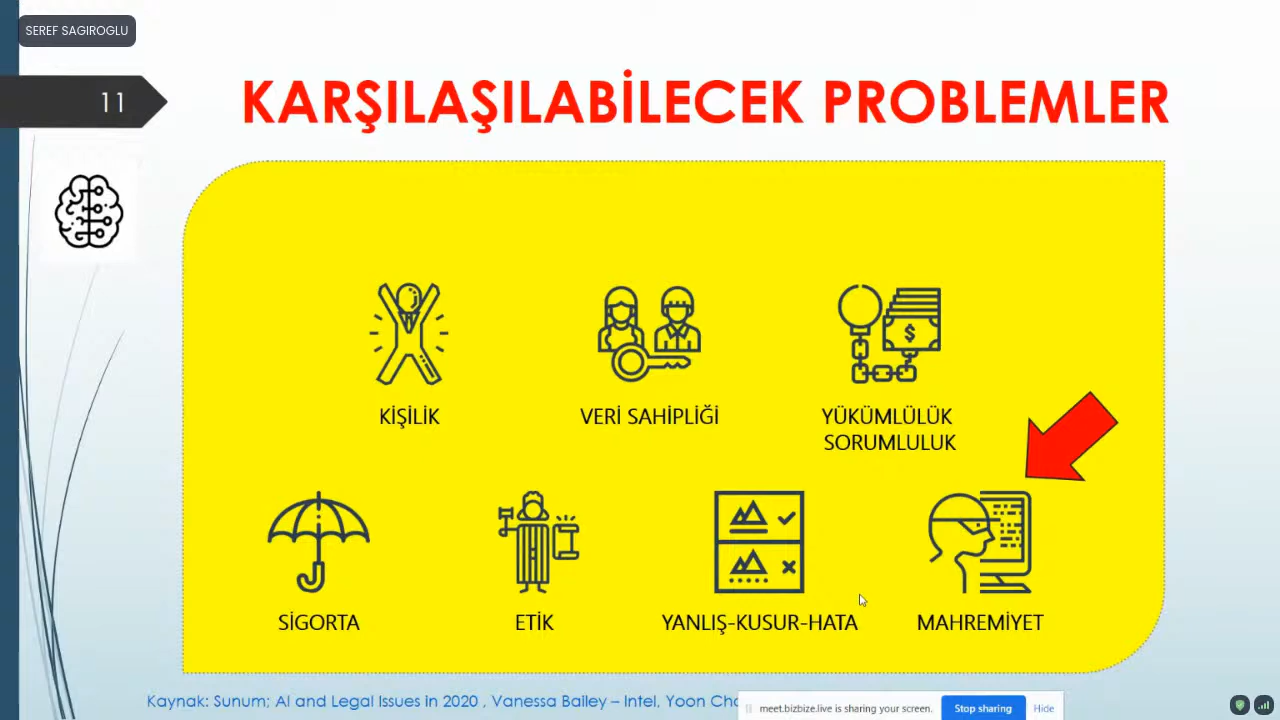 SEREF SAGIROGLU
11
KARŞILAŞILABİLECEK PROBLEMLER
$
KİŞİLİK
VERİ SAHİPLİĞİ
YÜKÜMLÜLÜK
SORUMLULUK
SİGORTA
ETİK
YANLIŞ-KUSUR-HATA
MAHREMİYET
Kaynak: Sunum; AI and Legal Issues in 2020 , Vanessa Bailey – Intel, Yoon
meet.bizbize.live is sharing your screen.
Stop sharing
Hide